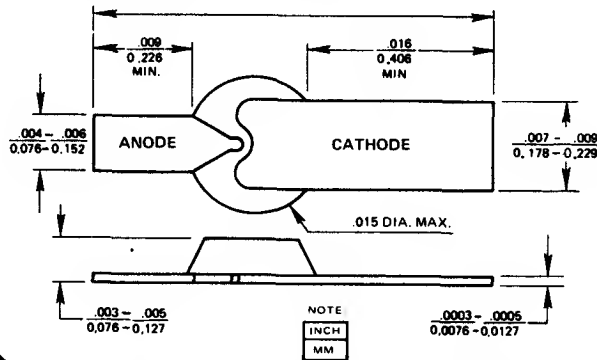 .009
0.226
MIN.
.016
0.406
MIN
.004 – .006
0.076–0.152
ANODE
CATHODE
.007 – .009
0.178–0.229
.015 DIA. MAX.
.003 – .005
0.076–0.127
NOTE
INCH
MM
.0003 – .0005
0.0076–0.0127